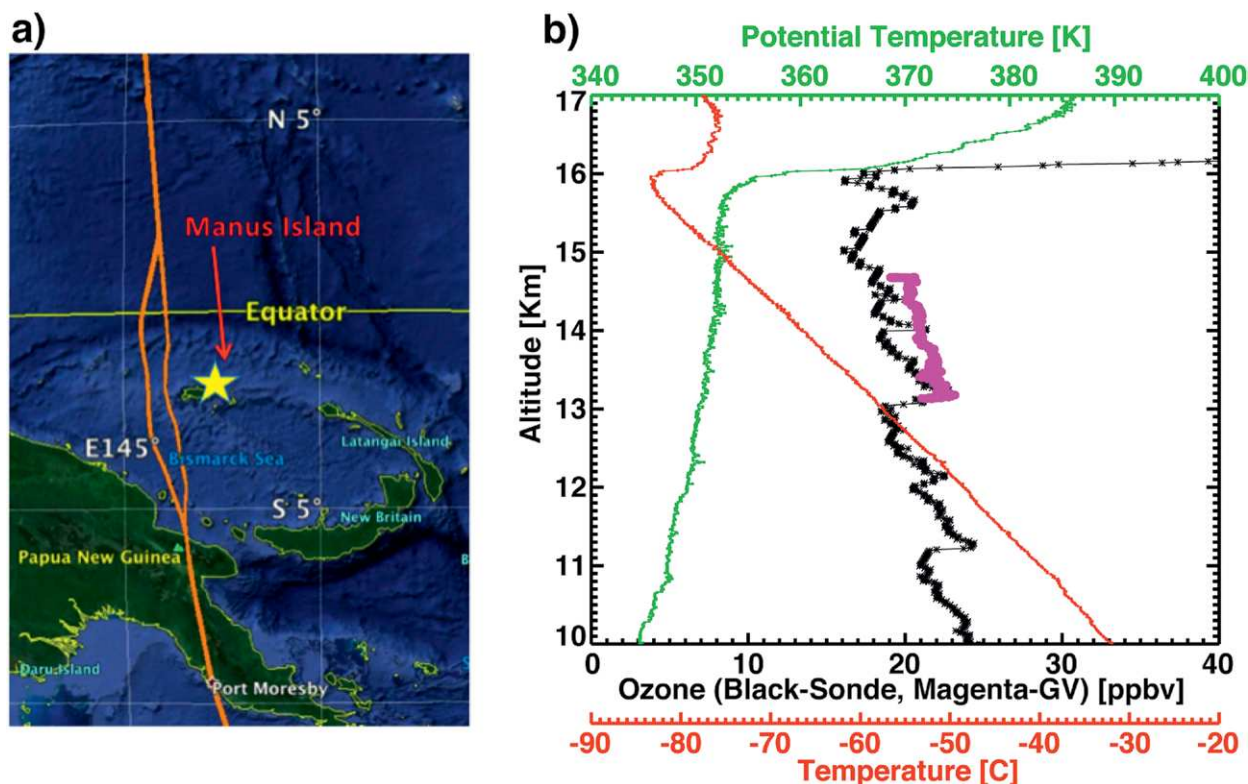 a)
N 5°
Manus Island
Equator
E145°
Bismarck Sea
Latangai Island
S 5°
New Britain
Papua New Guinea
Daru Island
Port Moresby
b)
Potential Temperature [K]
340 350 360 370 380 390 400
17
16
15
14
13
12
11
10
Altitude [Km]
0 10 20 30 40
Ozone (Black-Sonde, Magenta-GV) [ppbv]
-90 -80 -70 -60 -50 -40 -30 -20
Temperature [C]